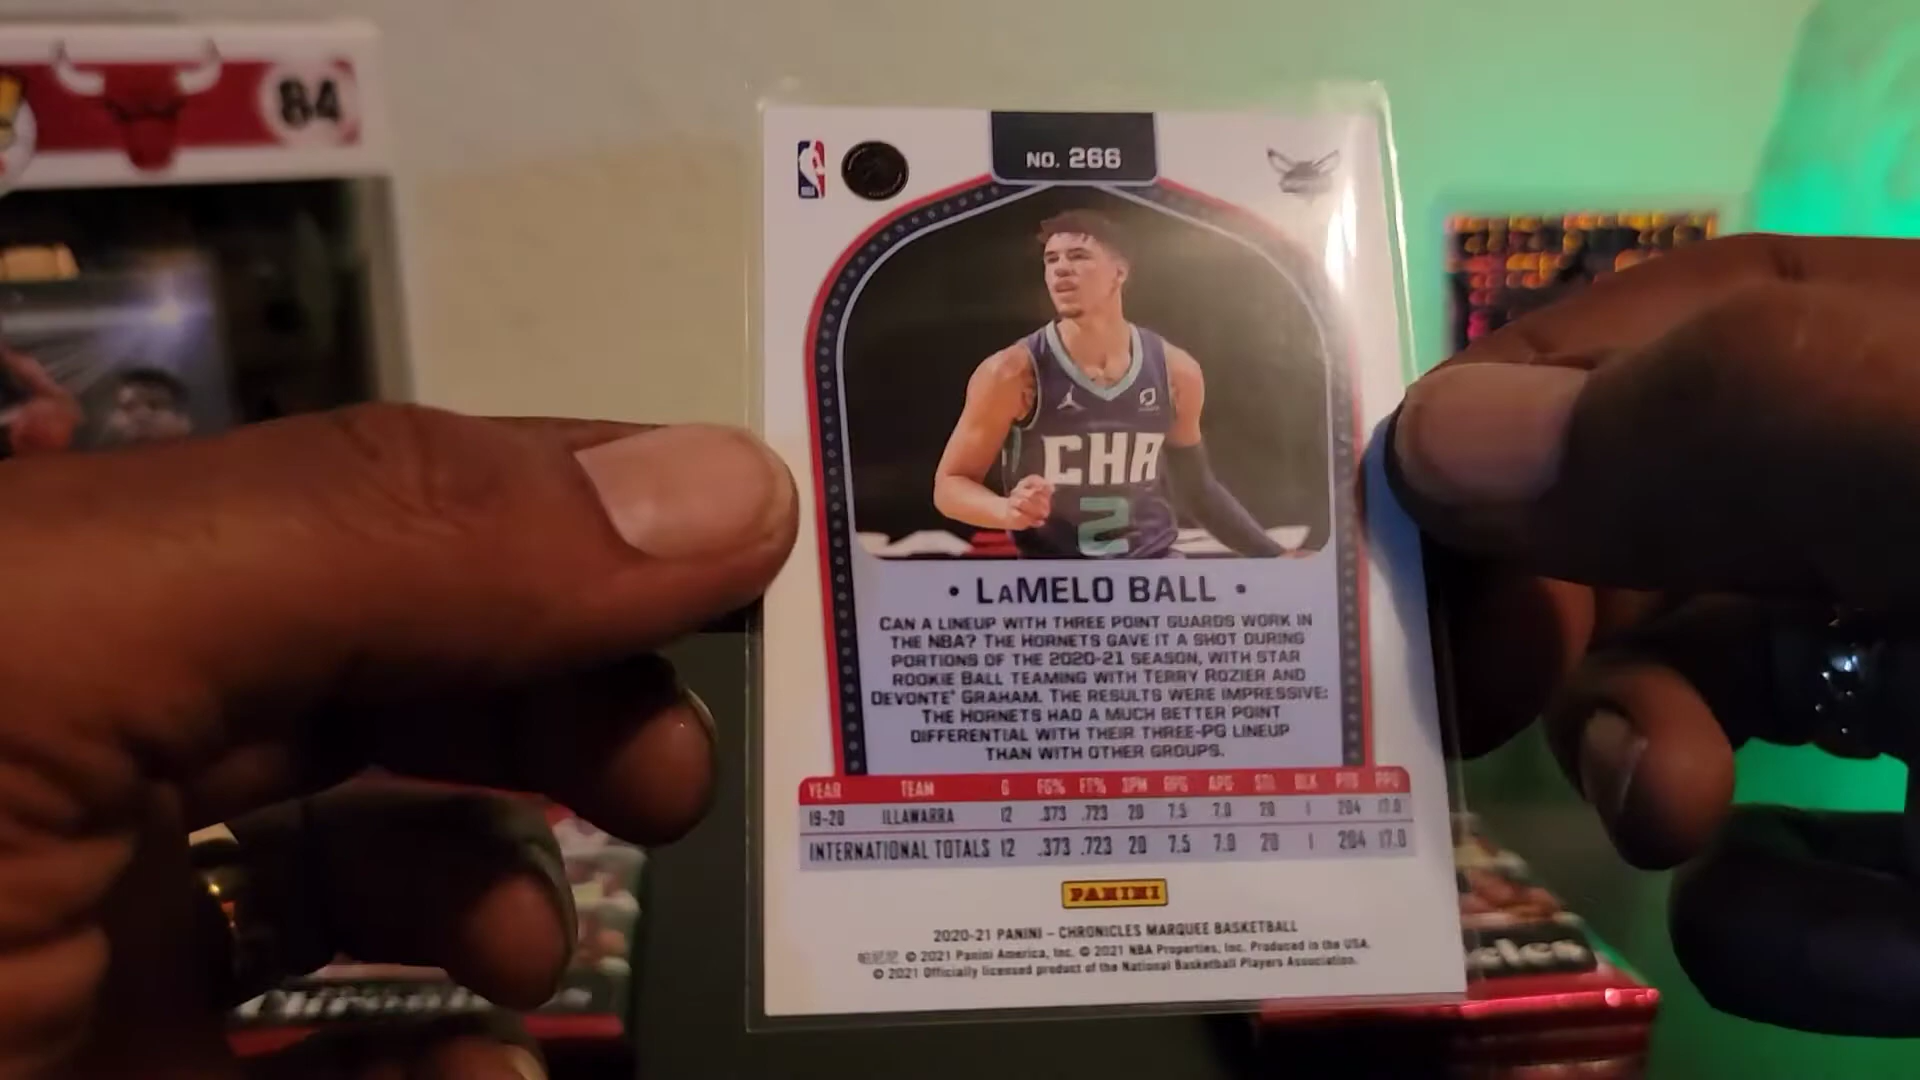 84
NO. 266
CHA
2
• LaMELO BALL •
CAN A LINEUP WITH THREE POINT GUARDS WORK IN
THE NBA? THE HORNETS GAVE IT A SHOT DURING
PORTIONS OF THE 2020-21 SEASON, WITH STAR
ROOKIE BALL TEAMING WITH TERRY ROZIER AND
DEVONTE' GRAHAM. THE RESULTS WERE IMPRESSIVE:
THE HORNETS HAD A MUCH BETTER POINT
DIFFERENTIAL WITH THEIR THREE-PG LINEUP
THAN WITH OTHER GROUPS.
YEAR TEAM G FG% FT% 3PM RPG APG STL BLK PTS PPG
19-20 ILLAWARRA 12 .373 .723 20 7.5 7.0 20 1 204 17.0
INTERNATIONAL TOTALS 12 .373 .723 20 7.5 7.0 20 1 204 17.0
PANINI
2020-21 PANINI – CHRONICLES MARQUEE BASKETBALL
© 2021 Panini America, Inc. © 2021 NBA Properties, Inc. Produced in the USA.
© 2021 Officially licensed product of the National Basketball Players Association.